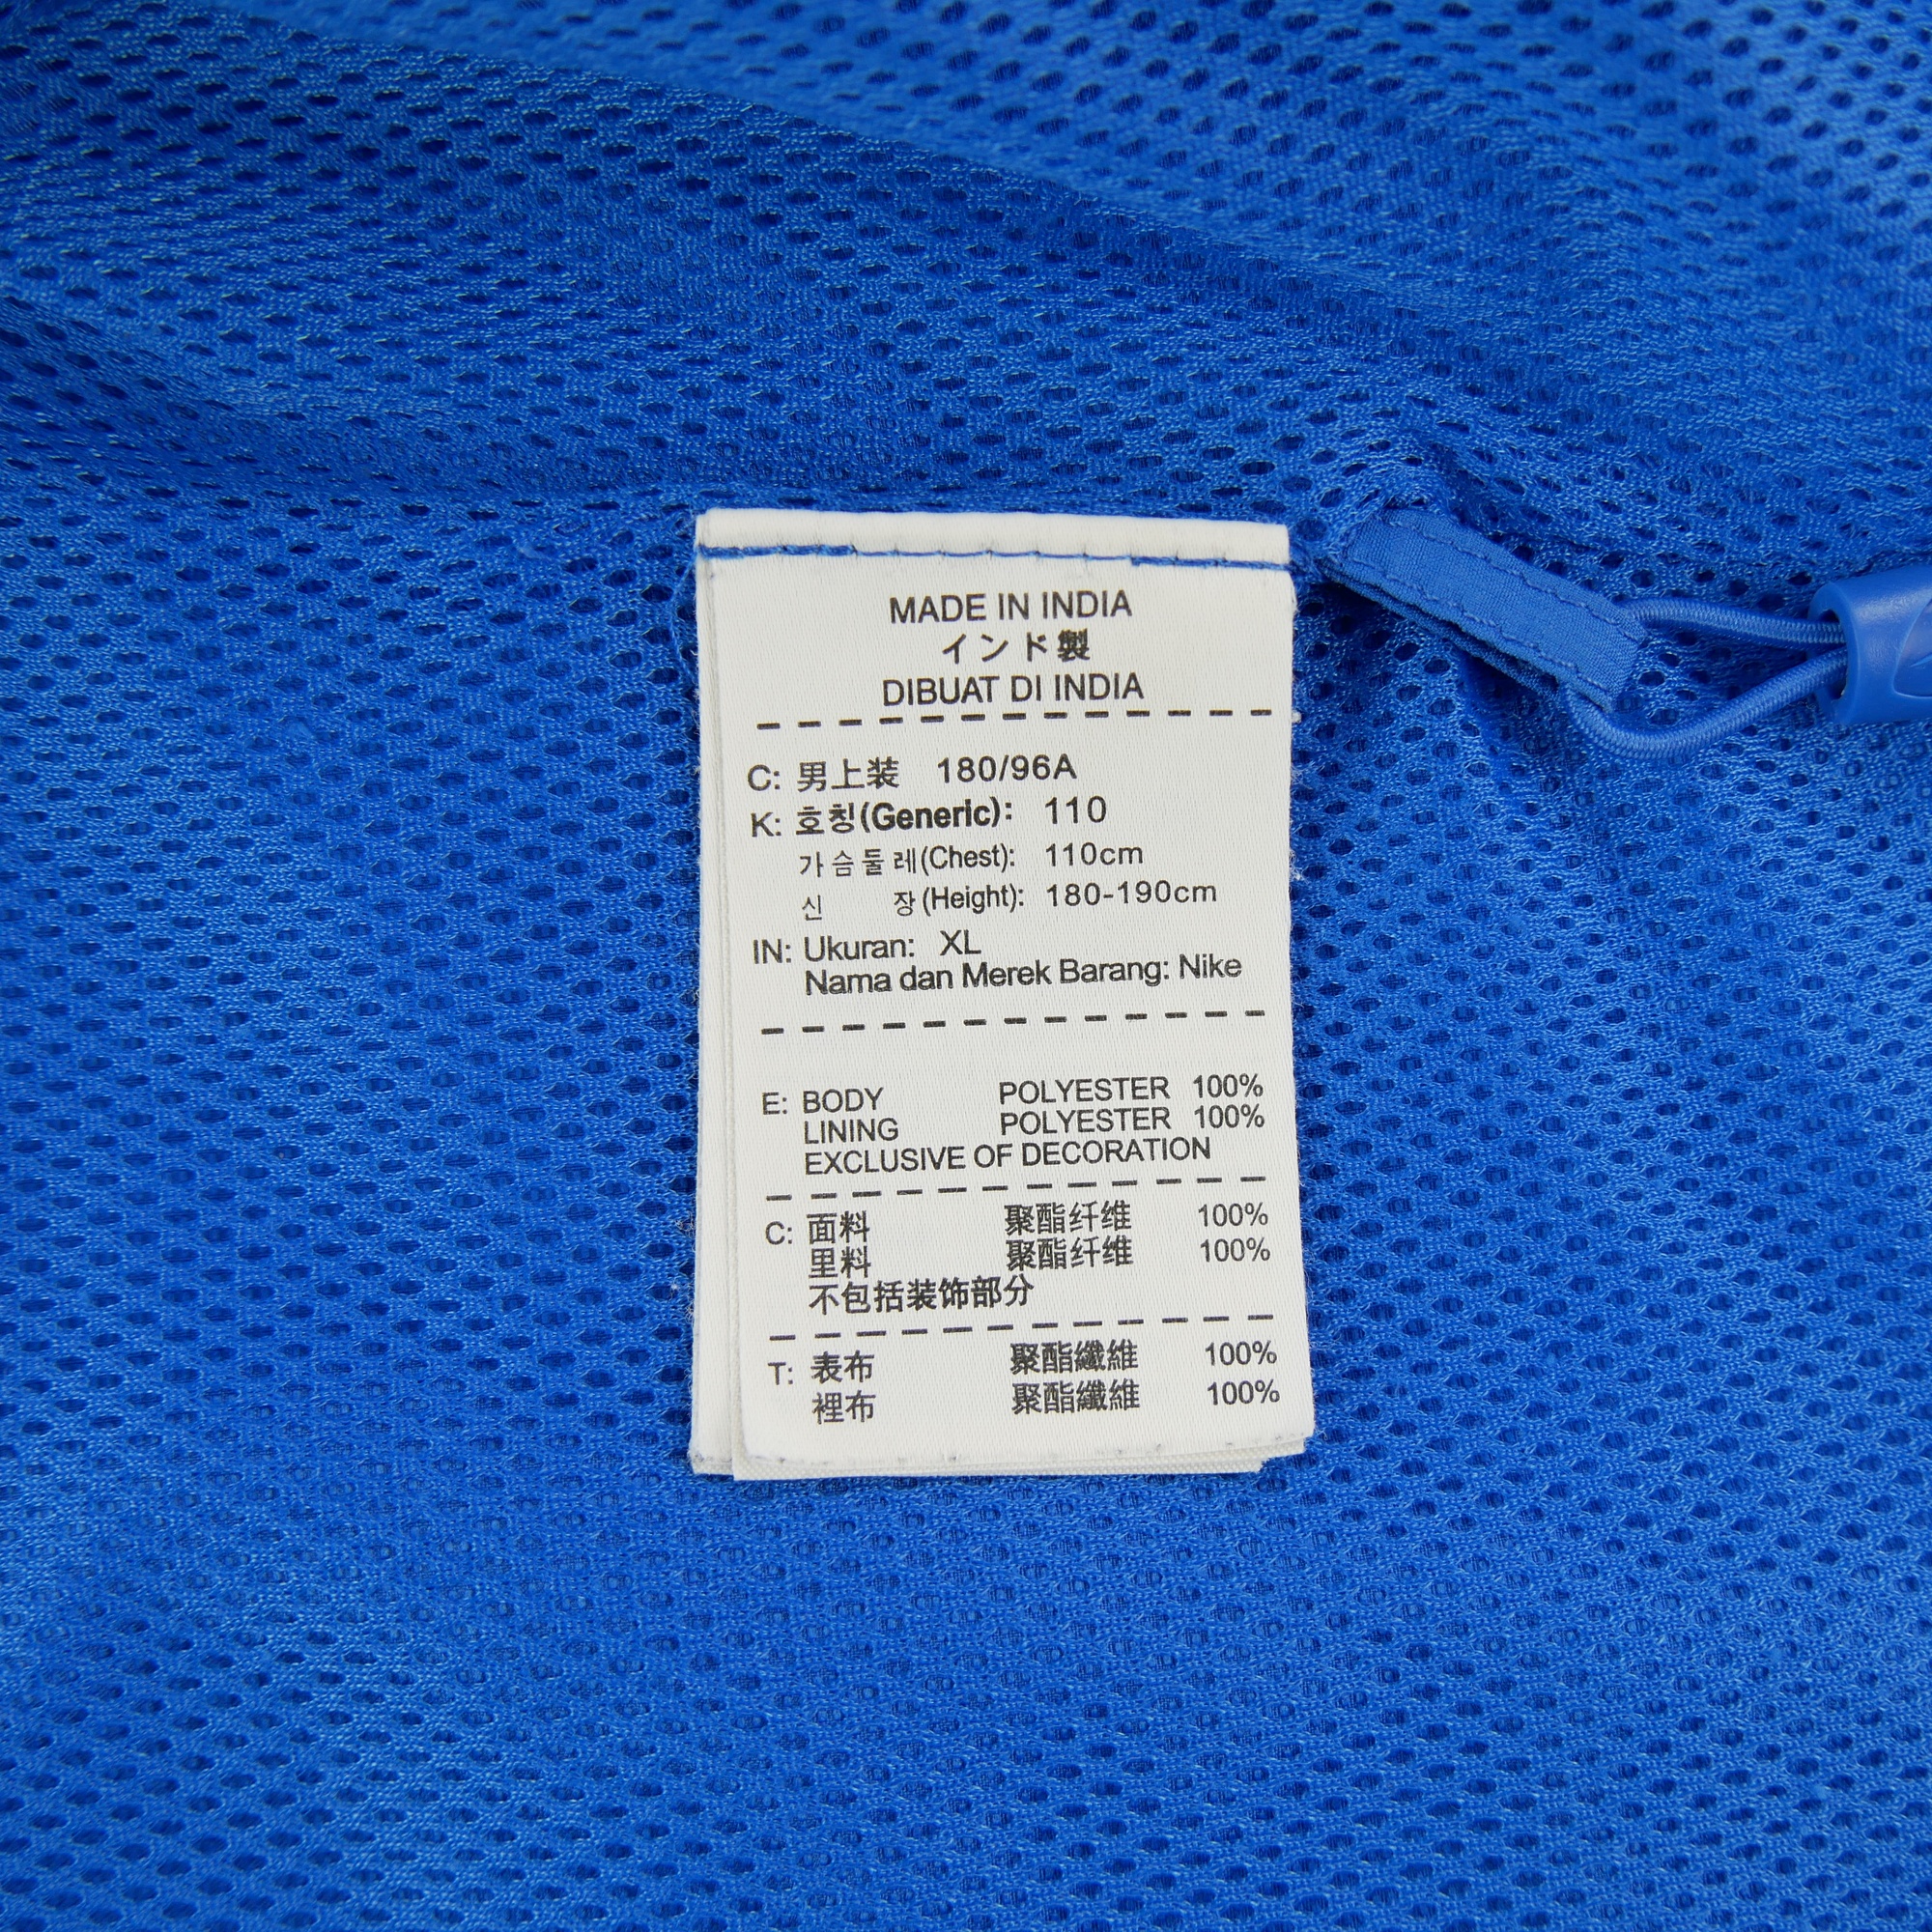 MADE IN INDIA
インド製
DIBUAT DI INDIA
C: 男上装 180/96A
K: 호칭(Generic): 110
가슴둘레(Chest): 110cm
신 장(Height): 180-190cm
IN: Ukuran: XL
Nama dan Merek Barang: Nike
E: BODY POLYESTER 100%
LINING POLYESTER 100%
EXCLUSIVE OF DECORATION
C: 面料 聚酯纤维 100%
里料 聚酯纤维 100%
不包括装饰部分
T: 表布 聚酯纖維 100%
裡布 聚酯纖維 100%